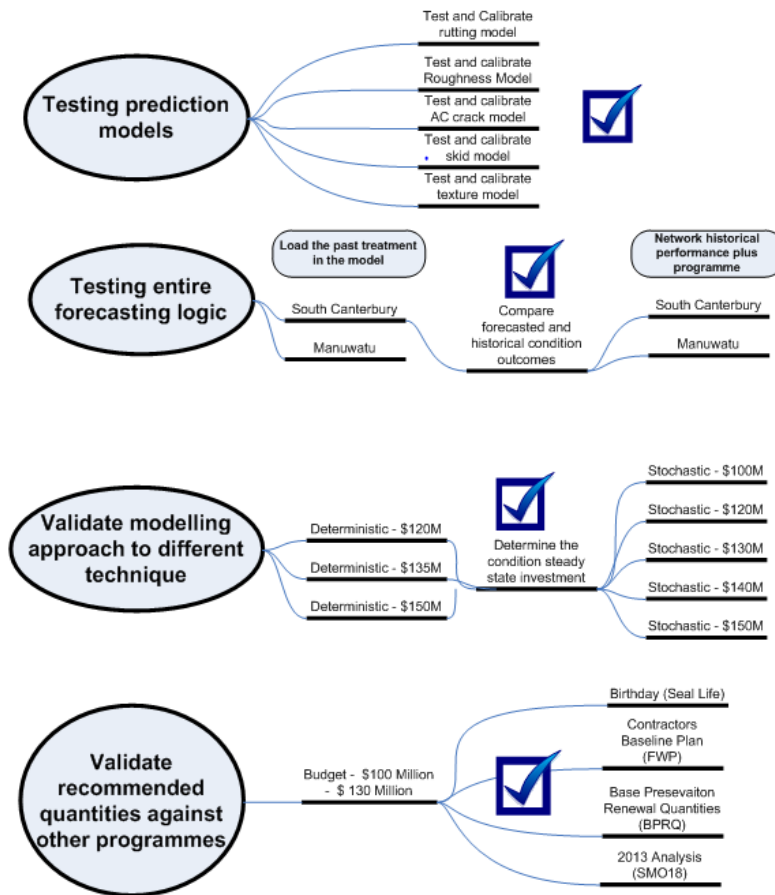 Testing prediction
models
Test and Calibrate
rutting model
Test and calibrate
Roughness Model
Test and calibrate
AC crack model
Test and calibrate
skid model
Test and calibrate
texture model
Testing entire
forecasting logic
Load the past treatment
in the model
South Canterbury
Manuwatu
Compare
forecasted and
historical condition
outcomes
Network historical
performance plus
programme
South Canterbury
Manuwatu
Validate modelling
approach to different
technique
Deterministic - $120M
Deterministic - $135M
Deterministic - $150M
Determine the
condition steady
state investment
Stochastic - $100M
Stochastic - $120M
Stochastic - $130M
Stochastic - $140M
Stochastic - $150M
Validate
recommended
quantities against
other programmes
Budget - $100 Million
- $ 130 Million
Birthday (Seal Life)
Contractors
Baseline Plan
(FWP)
Base Presevaiton
Renewal Quantities
(BPRQ)
2013 Analysis
(SMO18)